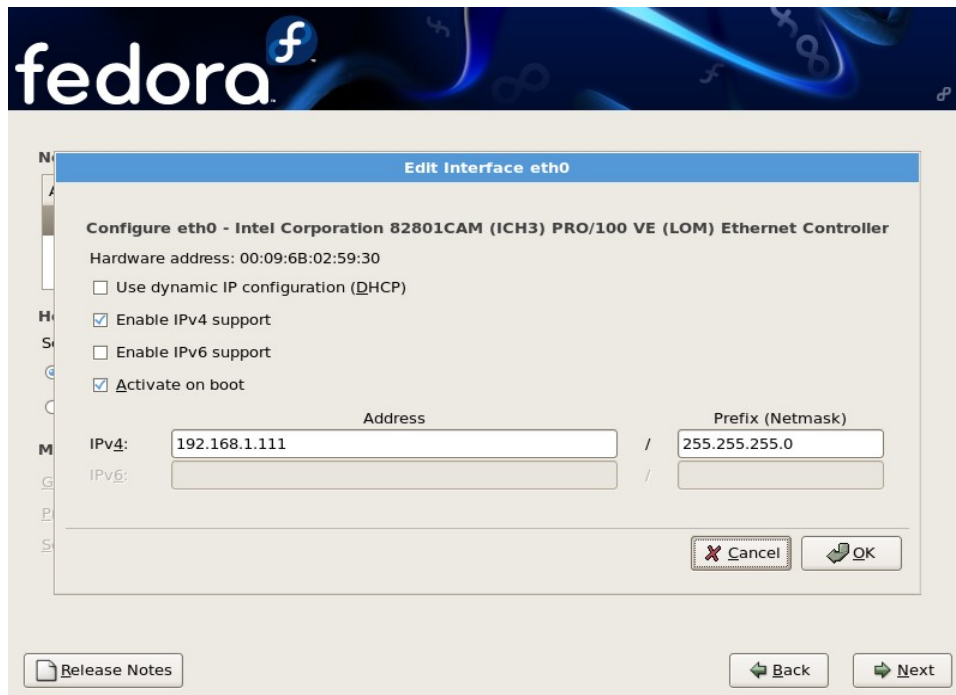 fedora
Edit Interface eth0
Configure eth0 - Intel Corporation 82801CAM (ICH3) PRO/100 VE (LOM) Ethernet Controller
Hardware address: 00:09:6B:02:59:30
Use dynamic IP configuration (DHCP)
Enable IPv4 support
Enable IPv6 support
Activate on boot
Address Prefix (Netmask)
IPv4: 192.168.1.111 / 255.255.255.0
IPv6: /
Cancel OK
Release Notes Back Next